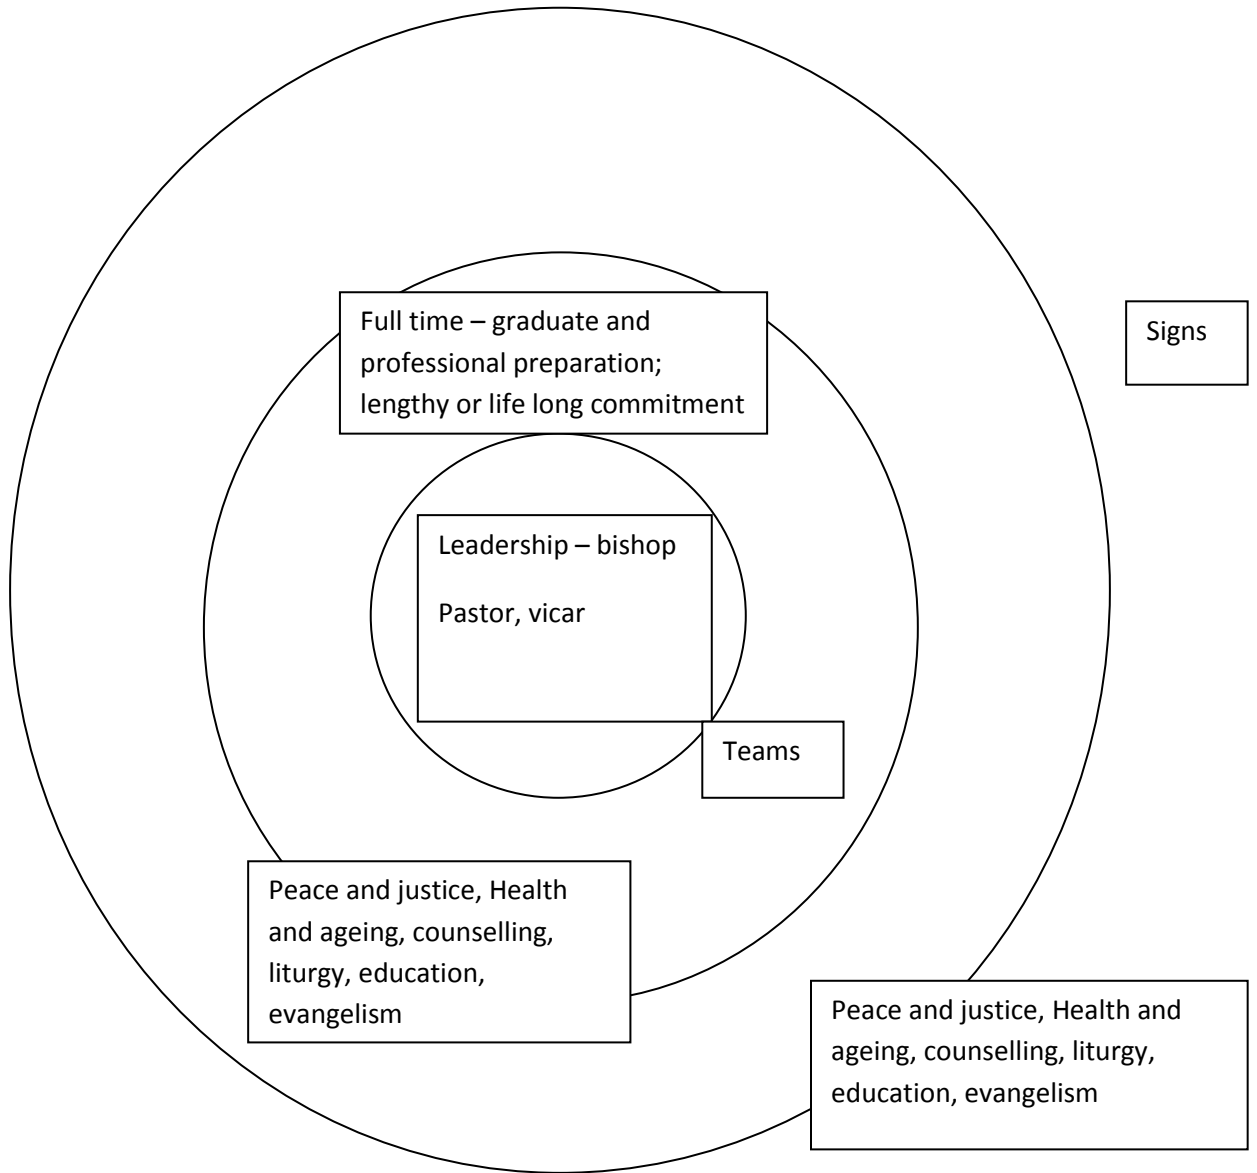 Full time – graduate and
professional preparation;
lengthy or life long commitment
Signs
Leadership – bishop
Pastor, vicar
Teams
Peace and justice, Health
and ageing, counselling,
liturgy, education,
evangelism
Peace and justice, Health and
ageing, counselling, liturgy,
education, evangelism